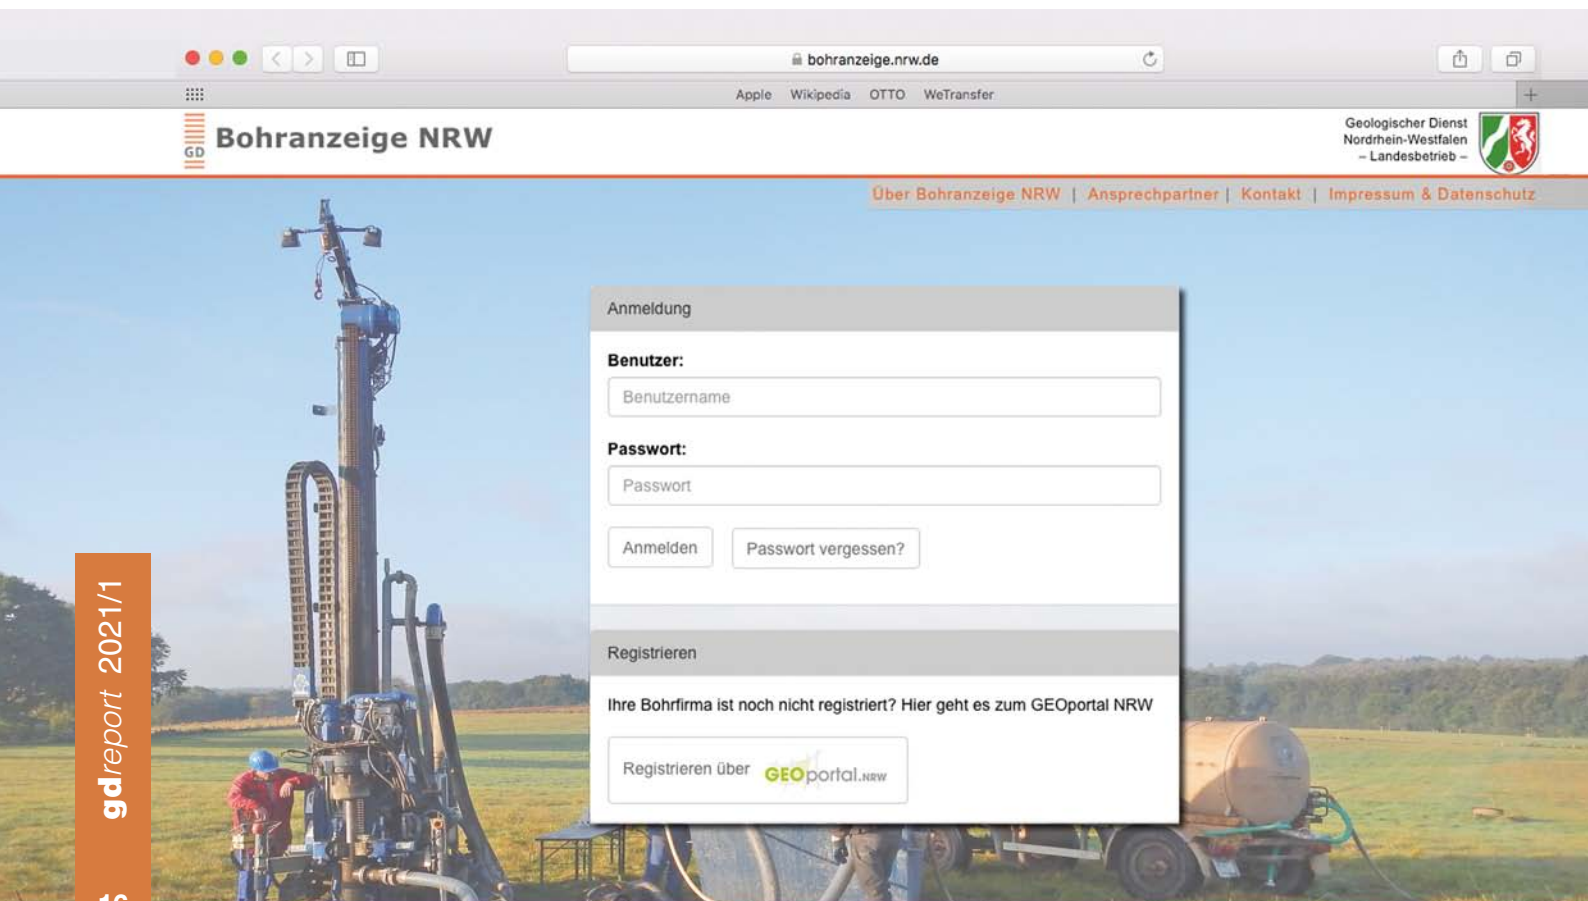 bohranzeige.nrw.de
Apple Wikipedia OTTO WeTransfer
GD
Bohranzeige NRW
Geologischer Dienst
Nordrhein-Westfalen
– Landesbetrieb –
Über Bohranzeige NRW | Ansprechpartner | Kontakt | Impressum & Datenschutz
Anmeldung
Benutzer:
Benutzername
Passwort:
Passwort
Anmelden
Passwort vergessen?
Registrieren
Ihre Bohrfirma ist noch nicht registriert? Hier geht es zum GEOportal NRW
Registrieren über GEOportal.NRW
gdreport 2021/1